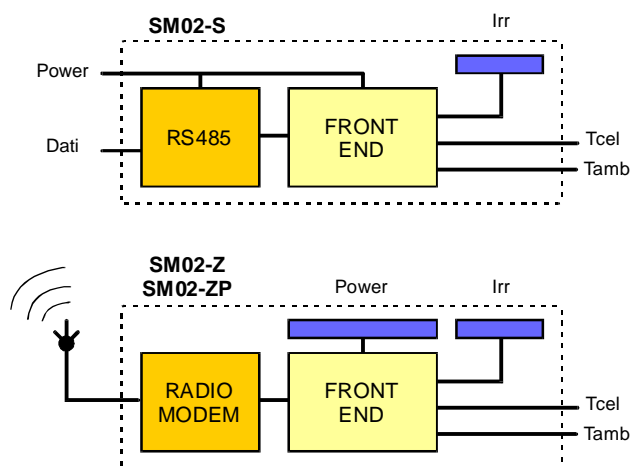 SM02-S
Irr
Power
Dati
RS485
FRONT
END
Tcel
Tamb
SM02-Z
SM02-ZP
Power
Irr
RADIO
MODEM
FRONT
END
Tcel
Tamb